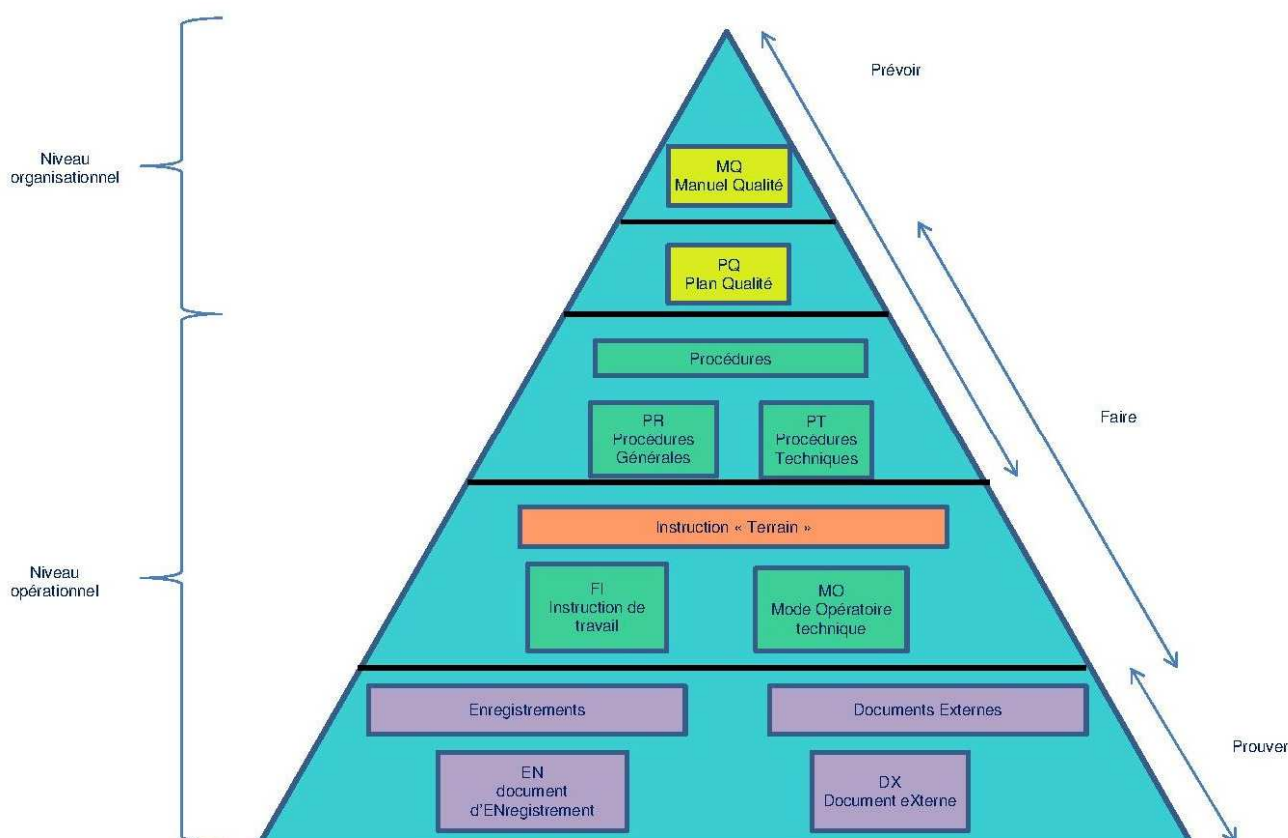 Prévoir
Niveau
organisationnel
MQ
Manuel Qualité
PQ
Plan Qualité
Procédures
PR
Procédures
Générales
PT
Procédures
Techniques
Faire
Instruction « Terrain »
Niveau
opérationnel
FI
Instruction de
travail
MO
Mode Opératoire
technique
Enregistrements
Documents Externes
Prouver
EN
document
d'ENregistrement
DX
Document eXterne